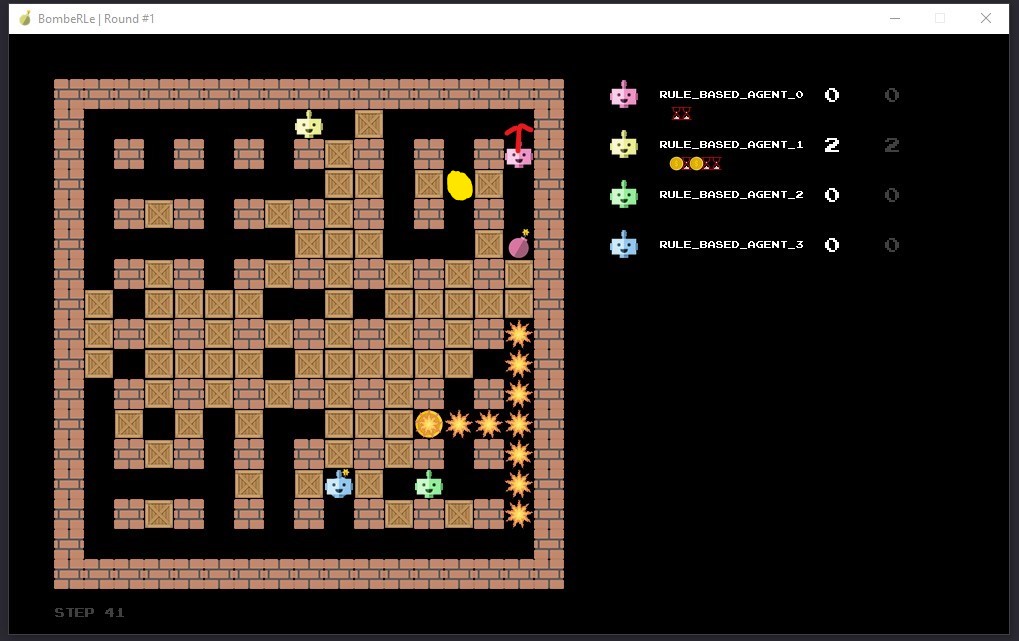 BombeRLe | Round #1
RULE_BASED_AGENT_0 0 0
RULE_BASED_AGENT_1 2 2
RULE_BASED_AGENT_2 0 0
RULE_BASED_AGENT_3 0 0
STEP 41